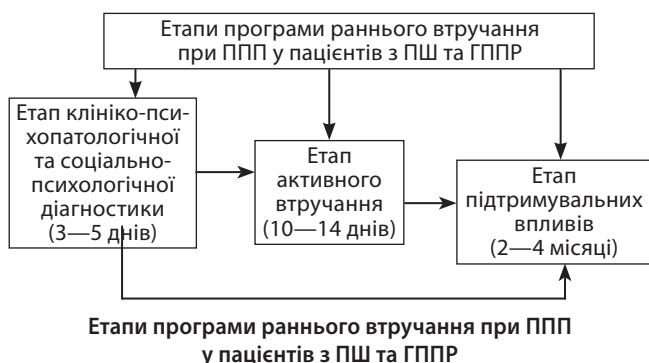 Етапи програми раннього втручання
при ППП у пацієнтів з ПШ та ГППР
Етап клініко-пси-
хопатологічної
та соціально-
психологічної
діагностики
(3—5 днів)
Етап
активного
втручання
(10—14 днів)
Етап
підтримувальних
впливів
(2—4 місяці)
Етапи програми раннього втручання при ППП
у пацієнтів з ПШ та ГППР